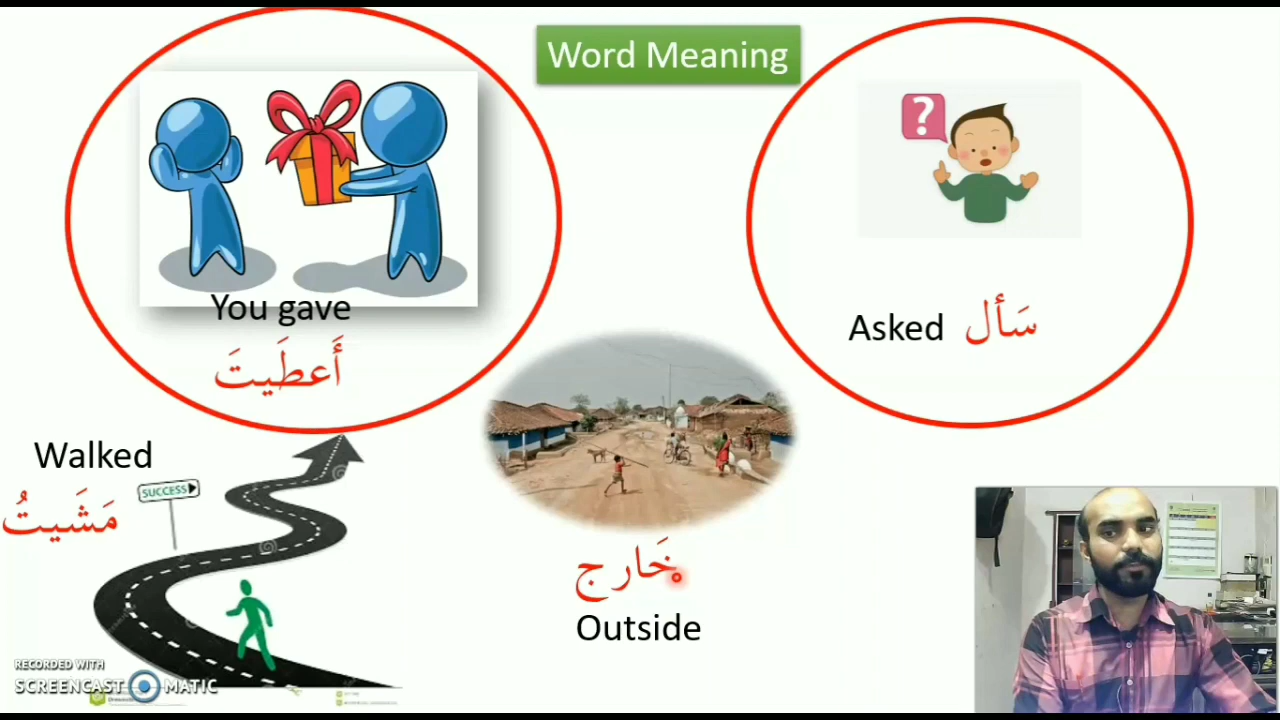 Word Meaning
?
You gave
أَعطَيتَ
Asked سَأل
Walked
مَشَيتُ
SUCCESS
خَارج
Outside
RECORDED WITH
SCREENCAST MATIC